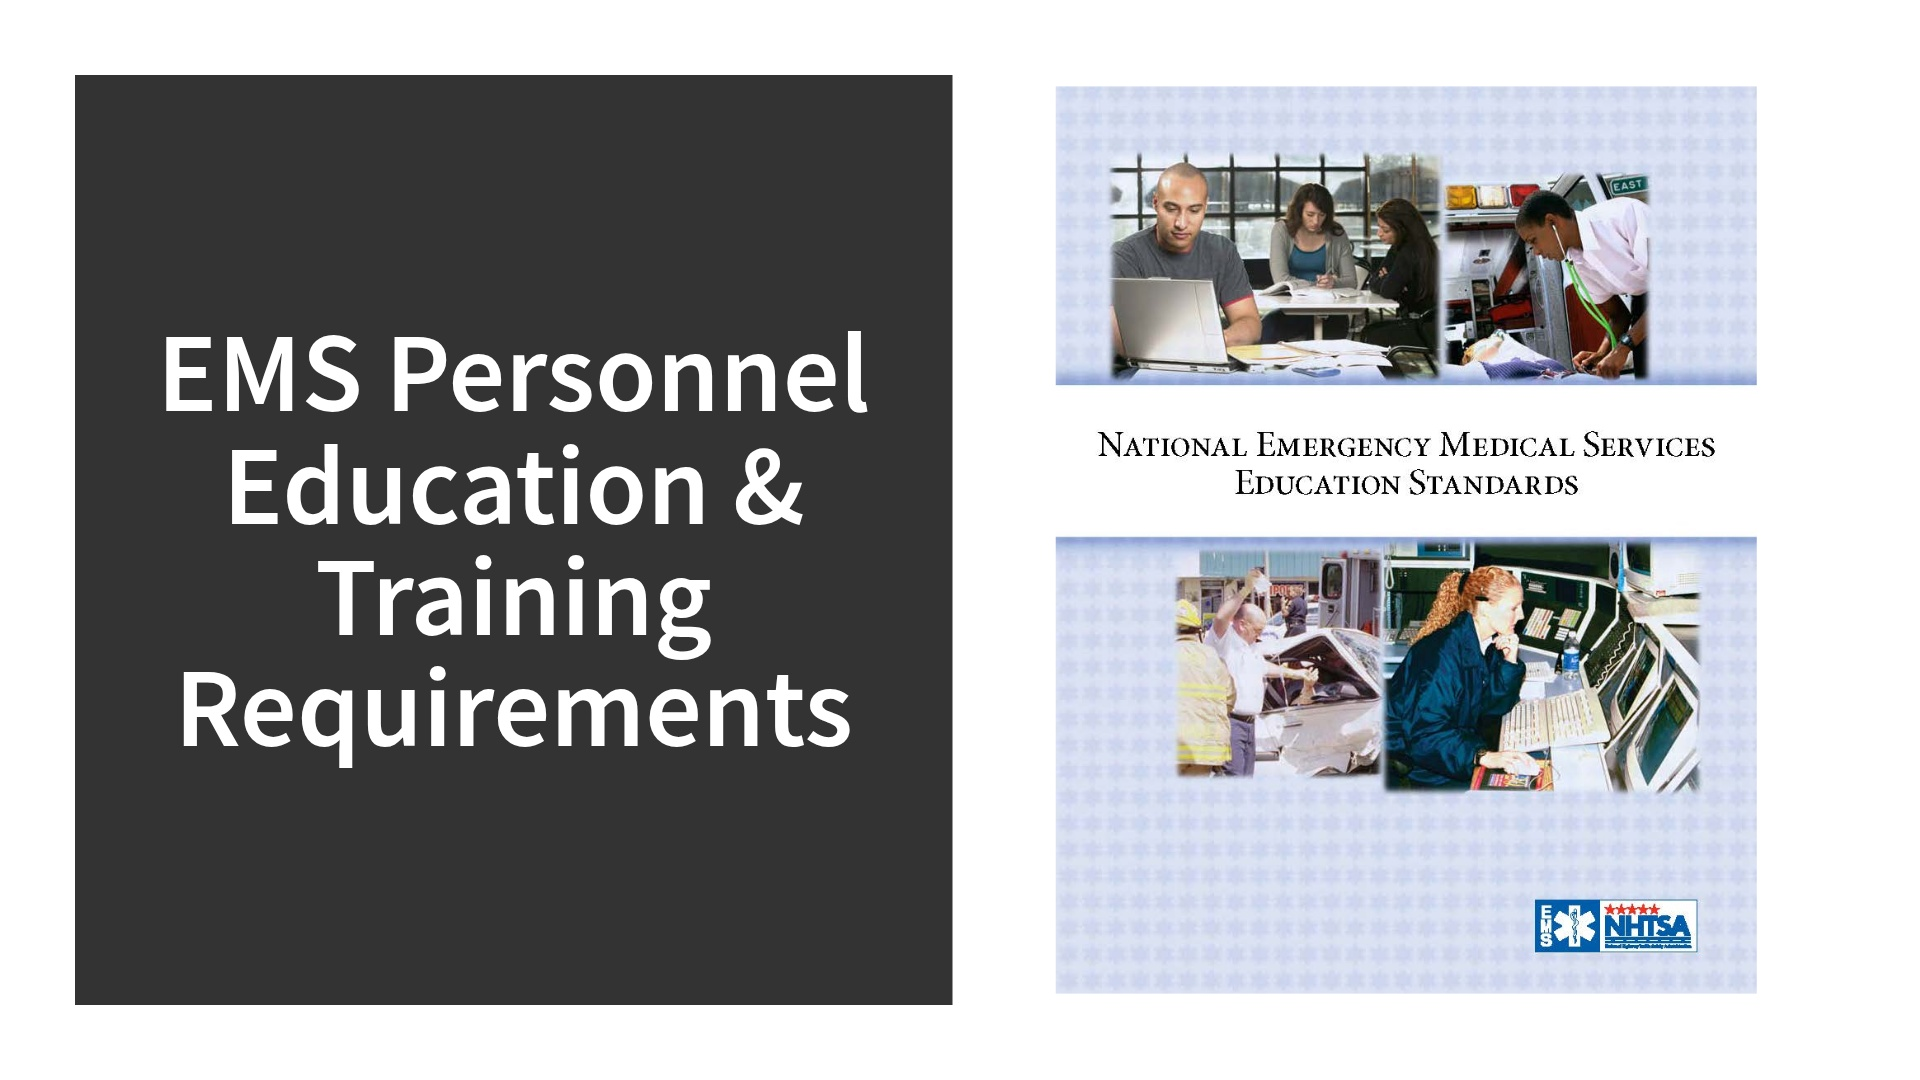 EMS Personnel
Education &
Training
Requirements
EAST
NATIONAL EMERGENCY MEDICAL SERVICES
EDUCATION STANDARDS
EMS
NHTSA